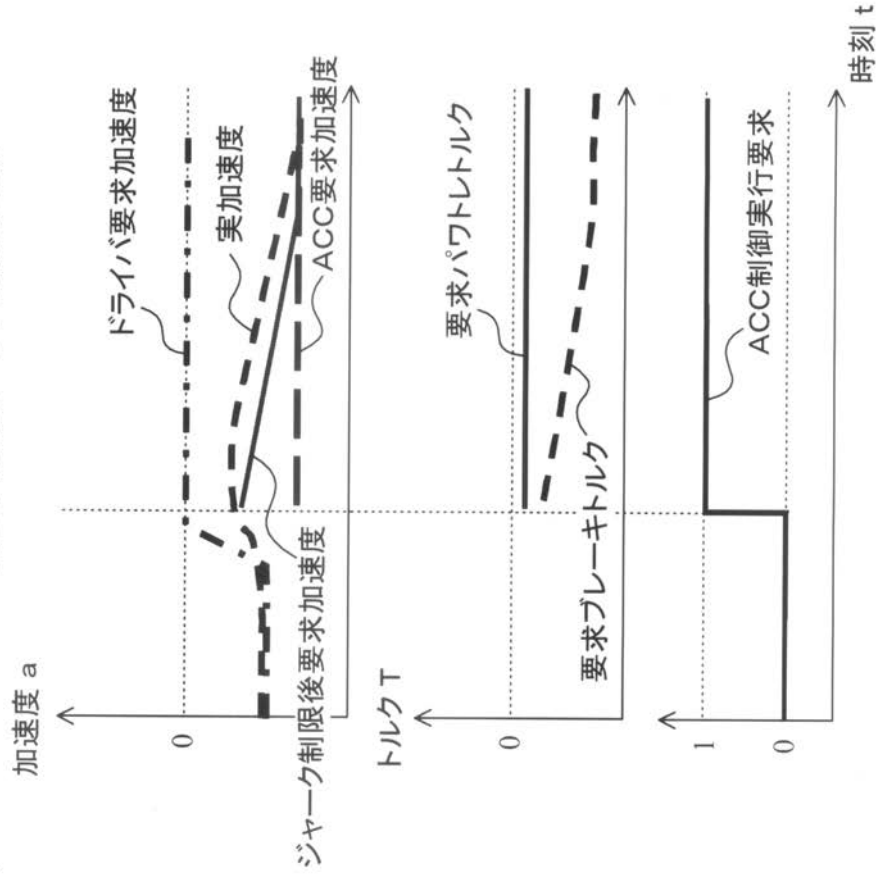 加速度 a
0
ドライバ要求加速度
実加速度
ACC要求加速度
ジャーク制限後要求加速度
トルク T
0
要求パワトレトルク
要求ブレーキトルク
1
0
ACC制御実行要求
時刻 t